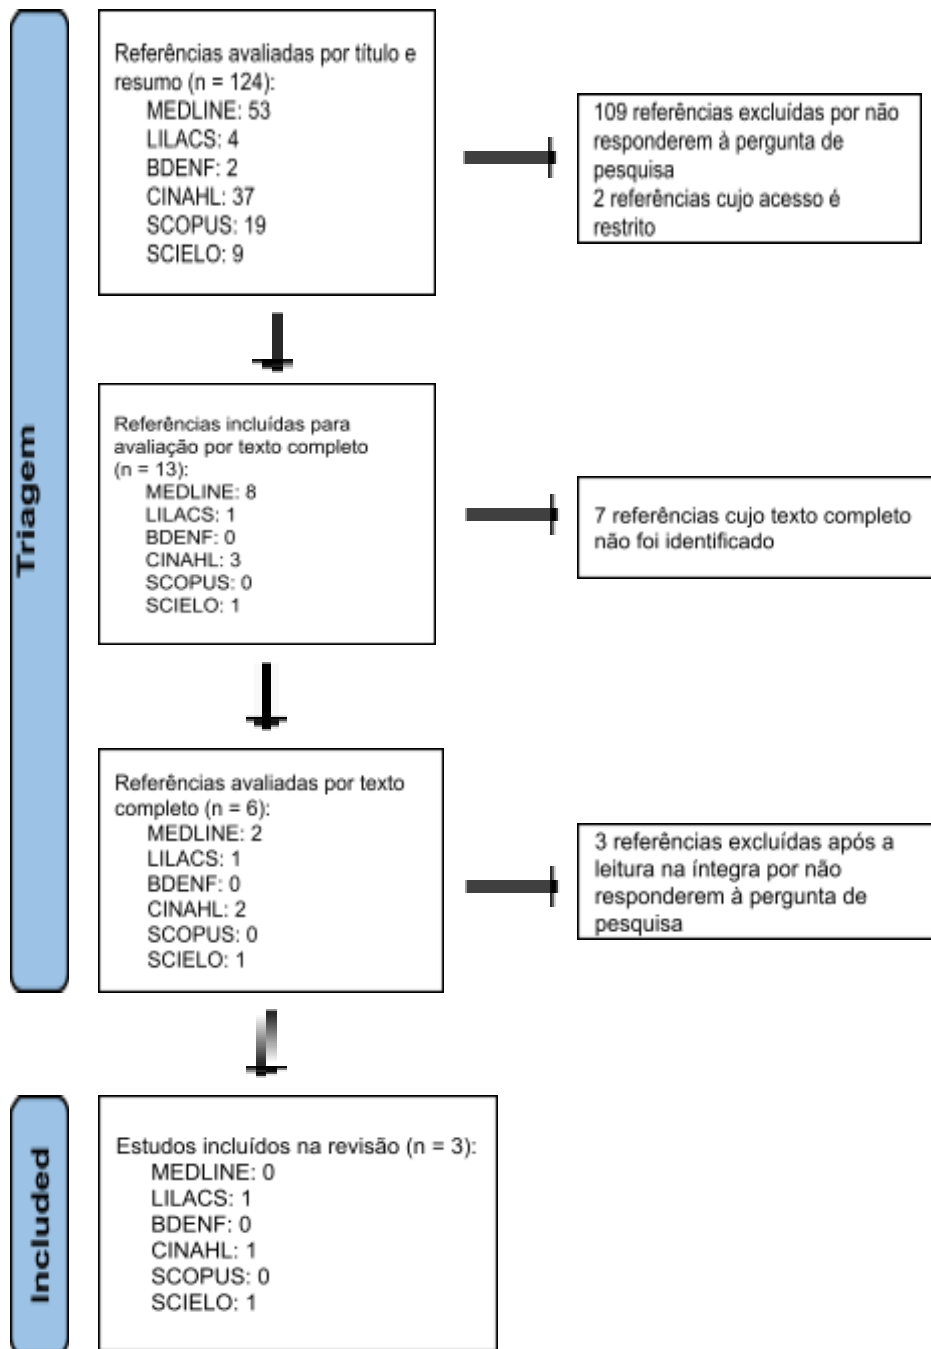 Triagem
Referências avaliadas por título e
resumo (n = 124):
MEDLINE: 53
LILACS: 4
BDENF: 2
CINAHL: 37
SCOPUS: 19
SCIELO: 9
109 referências excluídas por não
responderem à pergunta de
pesquisa
2 referências cujo acesso é
restrito
Referências incluídas para
avaliação por texto completo
(n = 13):
MEDLINE: 8
LILACS: 1
BDENF: 0
CINAHL: 3
SCOPUS: 0
SCIELO: 1
7 referências cujo texto completo
não foi identificado
Referências avaliadas por texto
completo (n = 6):
MEDLINE: 2
LILACS: 1
BDENF: 0
CINAHL: 2
SCOPUS: 0
SCIELO: 1
3 referências excluídas após a
leitura na íntegra por não
responderem à pergunta de
pesquisa
Included
Estudos incluídos na revisão (n = 3):
MEDLINE: 0
LILACS: 1
BDENF: 0
CINAHL: 1
SCOPUS: 0
SCIELO: 1